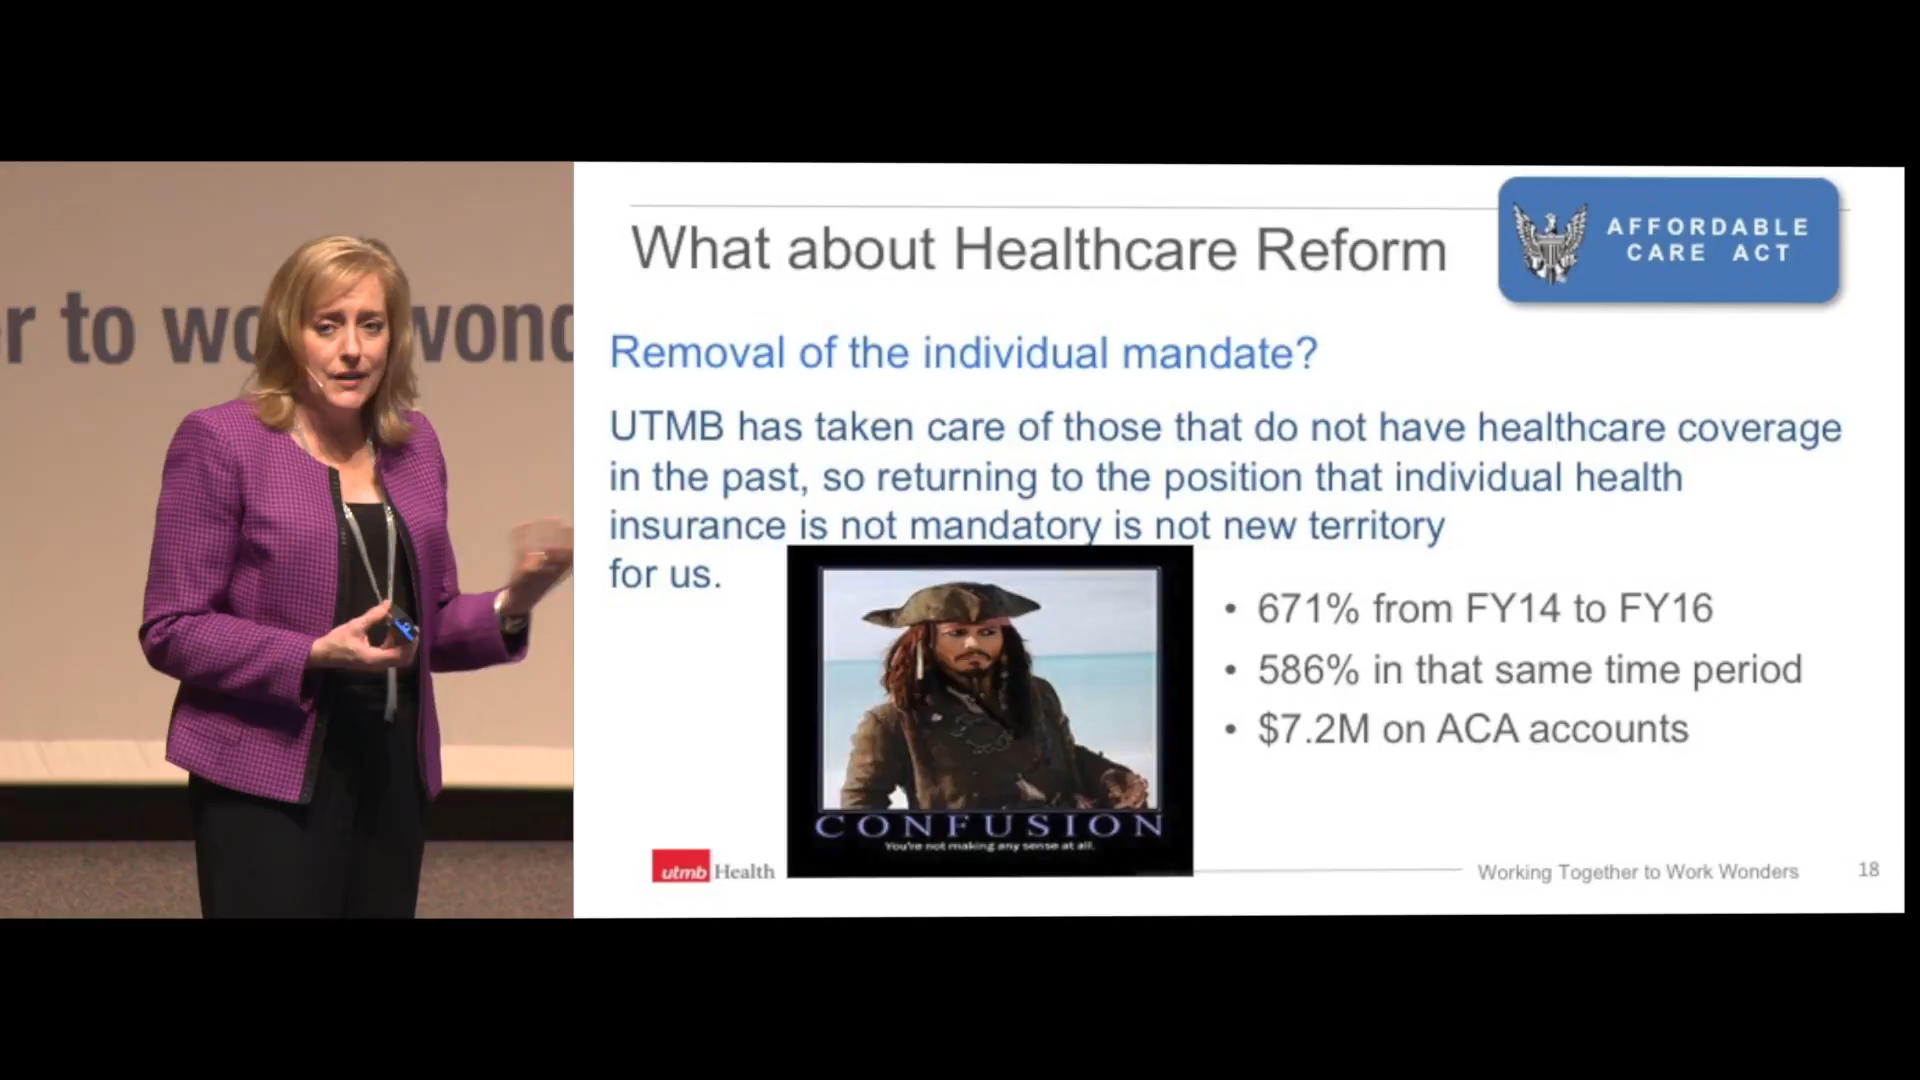 r to wo wond
What about Healthcare Reform
AFFORDABLE
CARE ACT
Removal of the individual mandate?
UTMB has taken care of those that do not have healthcare coverage
in the past, so returning to the position that individual health
insurance is not mandatory is not new territory
for us.
• 671% from FY14 to FY16
• 586% in that same time period
• $7.2M on ACA accounts
CONFUSION
You're not making any sense at all.
utmb Health
Working Together to Work Wonders
18